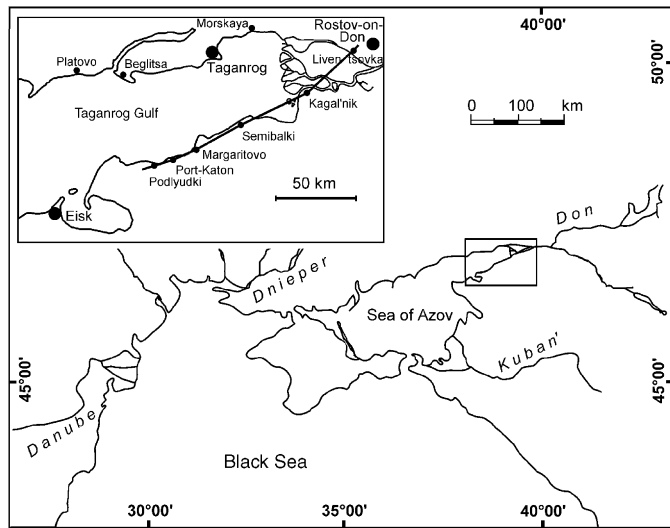 40°00'
50°00'
Morskaya
Rostov-on-
Don
Platovo
Beglitsa
Taganrog
Liventsovka
Kagal'nik
Taganrog Gulf
Semibalki
Margaritovo
Port-Katon
Podlyudki
50 km
Eisk
0 100 km
Don
Dnieper
Sea of Azov
Kuban'
45°00'
45°00'
Danube
Black Sea
30°00' 35°00' 40°00'